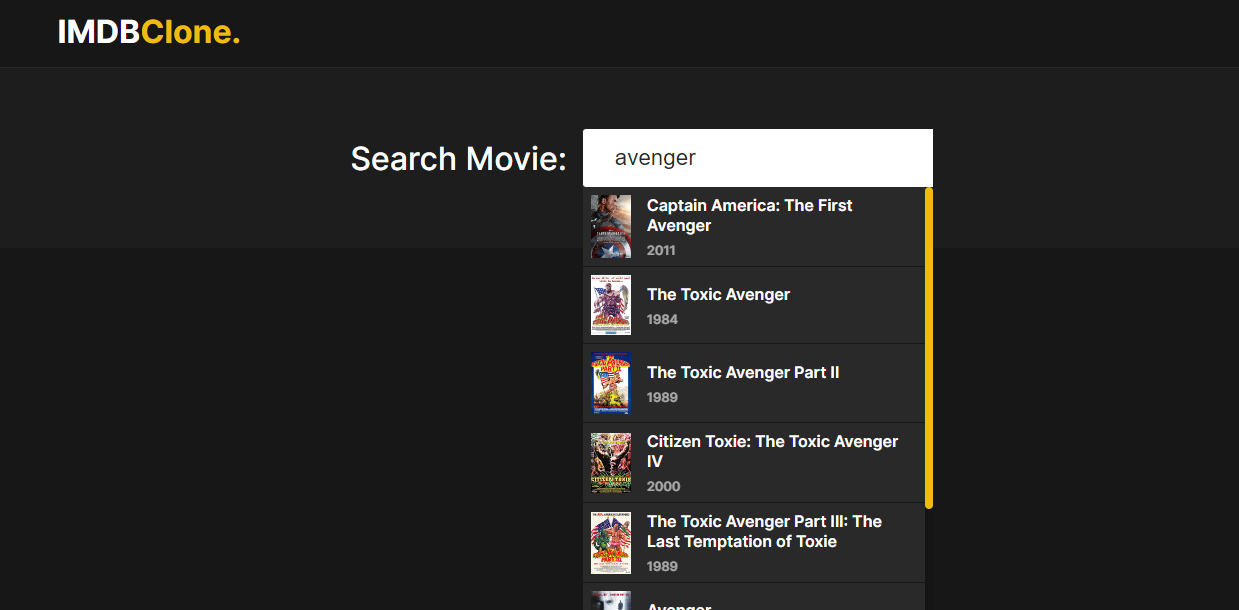 IMDBClone.
Search Movie:
avenger
Captain America: The First
Avenger
2011
The Toxic Avenger
1984
The Toxic Avenger Part II
1989
Citizen Toxie: The Toxic Avenger
IV
2000
The Toxic Avenger Part III: The
Last Temptation of Toxie
1989
Avenger